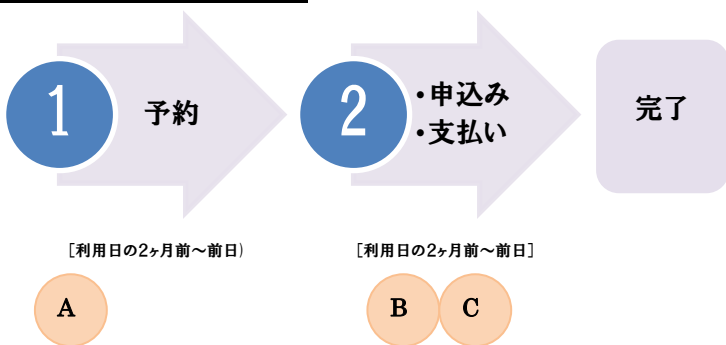 1
予約
2
・申込み
・支払い
完了
[利用日の2ヶ月前～前日)
[利用日の2ヶ月前～前日]
A
B
C